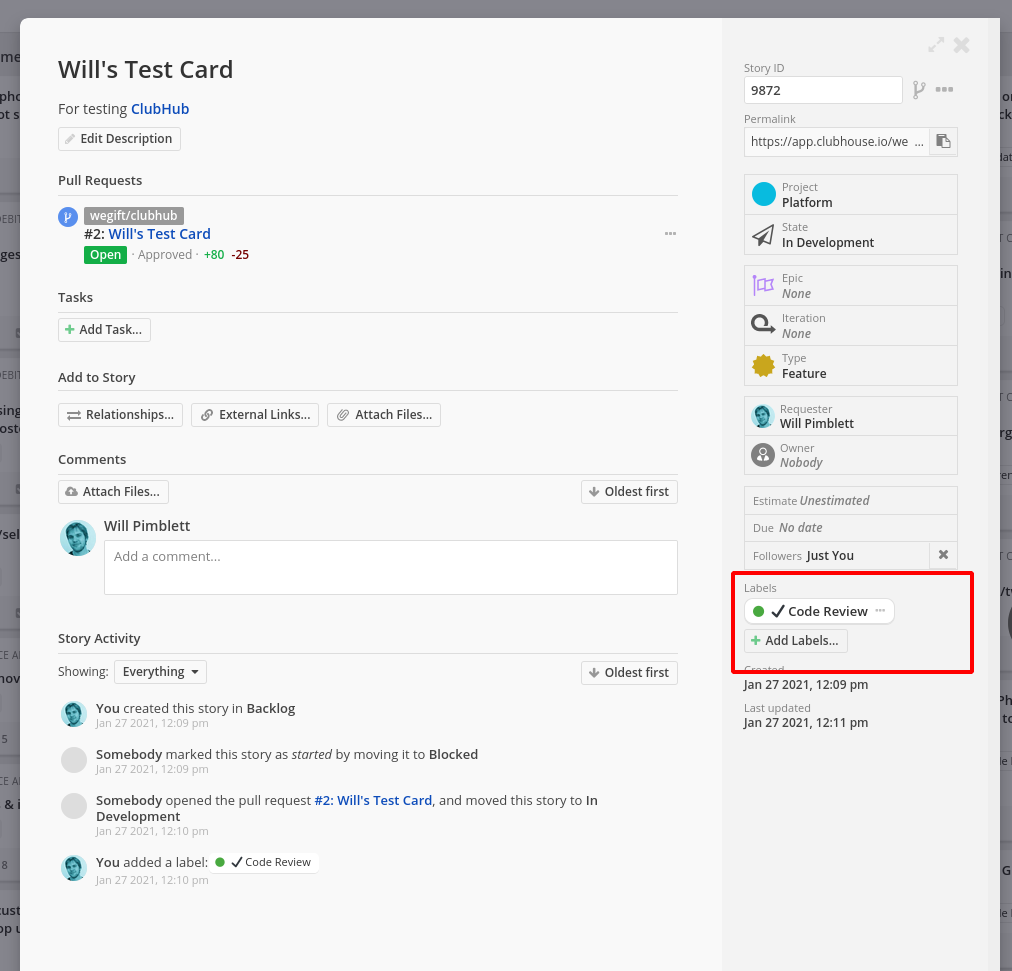 Will's Test Card
For testing ClubHub
Edit Description
Pull Requests
wegift/clubhub
#2: Will's Test Card
Open · Approved · +80 -25
Tasks
+ Add Task...
Add to Story
Relationships...
External Links...
Attach Files...
Comments
Attach Files...
Oldest first
Will Pimblett
Add a comment...
Story Activity
Showing: Everything
Oldest first
You created this story in Backlog
Jan 27 2021, 12:09 pm
Somebody marked this story as started by moving it to Blocked
Jan 27 2021, 12:09 pm
Somebody opened the pull request #2: Will's Test Card, and moved this story to In
Development
Jan 27 2021, 12:10 pm
You added a label: ✔ Code Review
Jan 27 2021, 12:10 pm
Story ID
9872
Permalink
https://app.clubhouse.io/we ...
Project
Platform
State
In Development
Epic
None
Iteration
None
Type
Feature
Requester
Will Pimblett
Owner
Nobody
Estimate Unestimated
Due No date
Followers Just You
Labels
✔ Code Review
+ Add Labels...
Created
Jan 27 2021, 12:09 pm
Last updated
Jan 27 2021, 12:11 pm